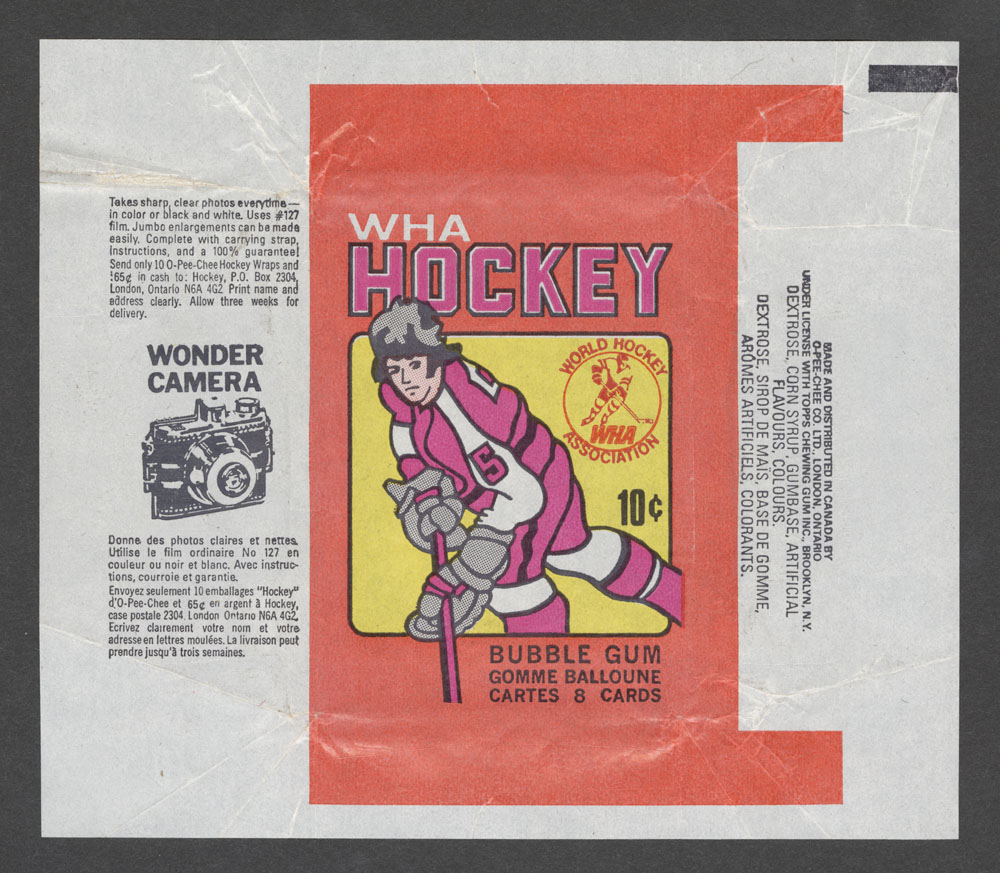 Takes sharp, clear photos everytime—
in color or black and white. Uses #127
film. Jumbo enlargements can be made
easily. Complete with carrying strap,
Instructions, and a 100% guarantee!
Send only 10 O-Pee-Chee Hockey Wraps and
65¢ in cash to: Hockey, P.O. Box 2304,
London, Ontario N6A 4G2 Print name and
address clearly. Allow three weeks for
delivery.
WONDER
CAMERA
Donne des photos claires et nettes.
Utilise le film ordinaire No 127 en
couleur ou noir et blanc. Avec instruc-
tions, courroie et garantie.
Envoyez seulement 10 emballages "Hockey"
d'O-Pee-Chee et 65¢ en argent à Hockey,
case postale 2304, London Ontario N6A 4G2,
Ecrivez clairement votre nom et votre
adresse en lettres moulées. La livraison peut
prendre jusqu'à trois semaines.
WHA
HOCKEY
WORLD HOCKEY
WHA
ASSOCIATION
5
10¢
BUBBLE GUM
GOMME BALLOUNE
CARTES 8 CARDS
MADE AND DISTRIBUTED IN CANADA BY
O-PEE-CHEE CO. LTD., LONDON, ONTARIO
UNDER LICENSE WITH TOPPS CHEWING GUM INC., BROOKLYN, N.Y.
DEXTROSE, CORN SYRUP, GUMBASE, ARTIFICIAL
FLAVOURS, COLOURS.
DEXTROSE, SIROP DE MAÏS, BASE DE GOMME,
ARÔMES ARTIFICIELS, COLORANTS.